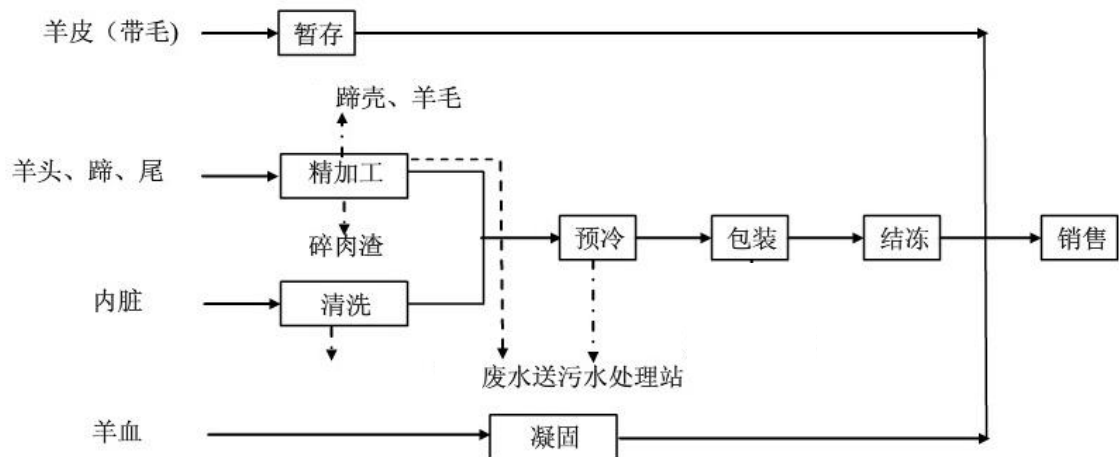 羊皮（带毛)
暂存
蹄壳、羊毛
羊头、蹄、尾
精加工
碎肉渣
预冷
包装
结冻
销售
内脏
清洗
废水送污水处理站
羊血
凝固